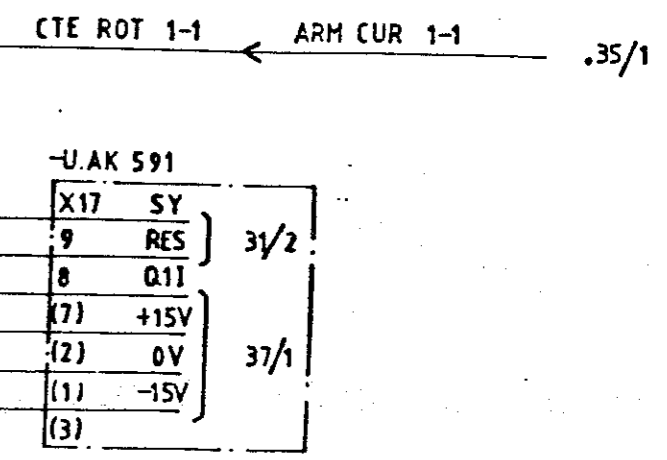 CTE ROT 1-1 ARM CUR 1-1 .35/1
-U.AK 591
X17 SY
9 RES 31/2
8 Q1I
(7) +15V
(2) 0V 37/1
(1) -15V
(3)